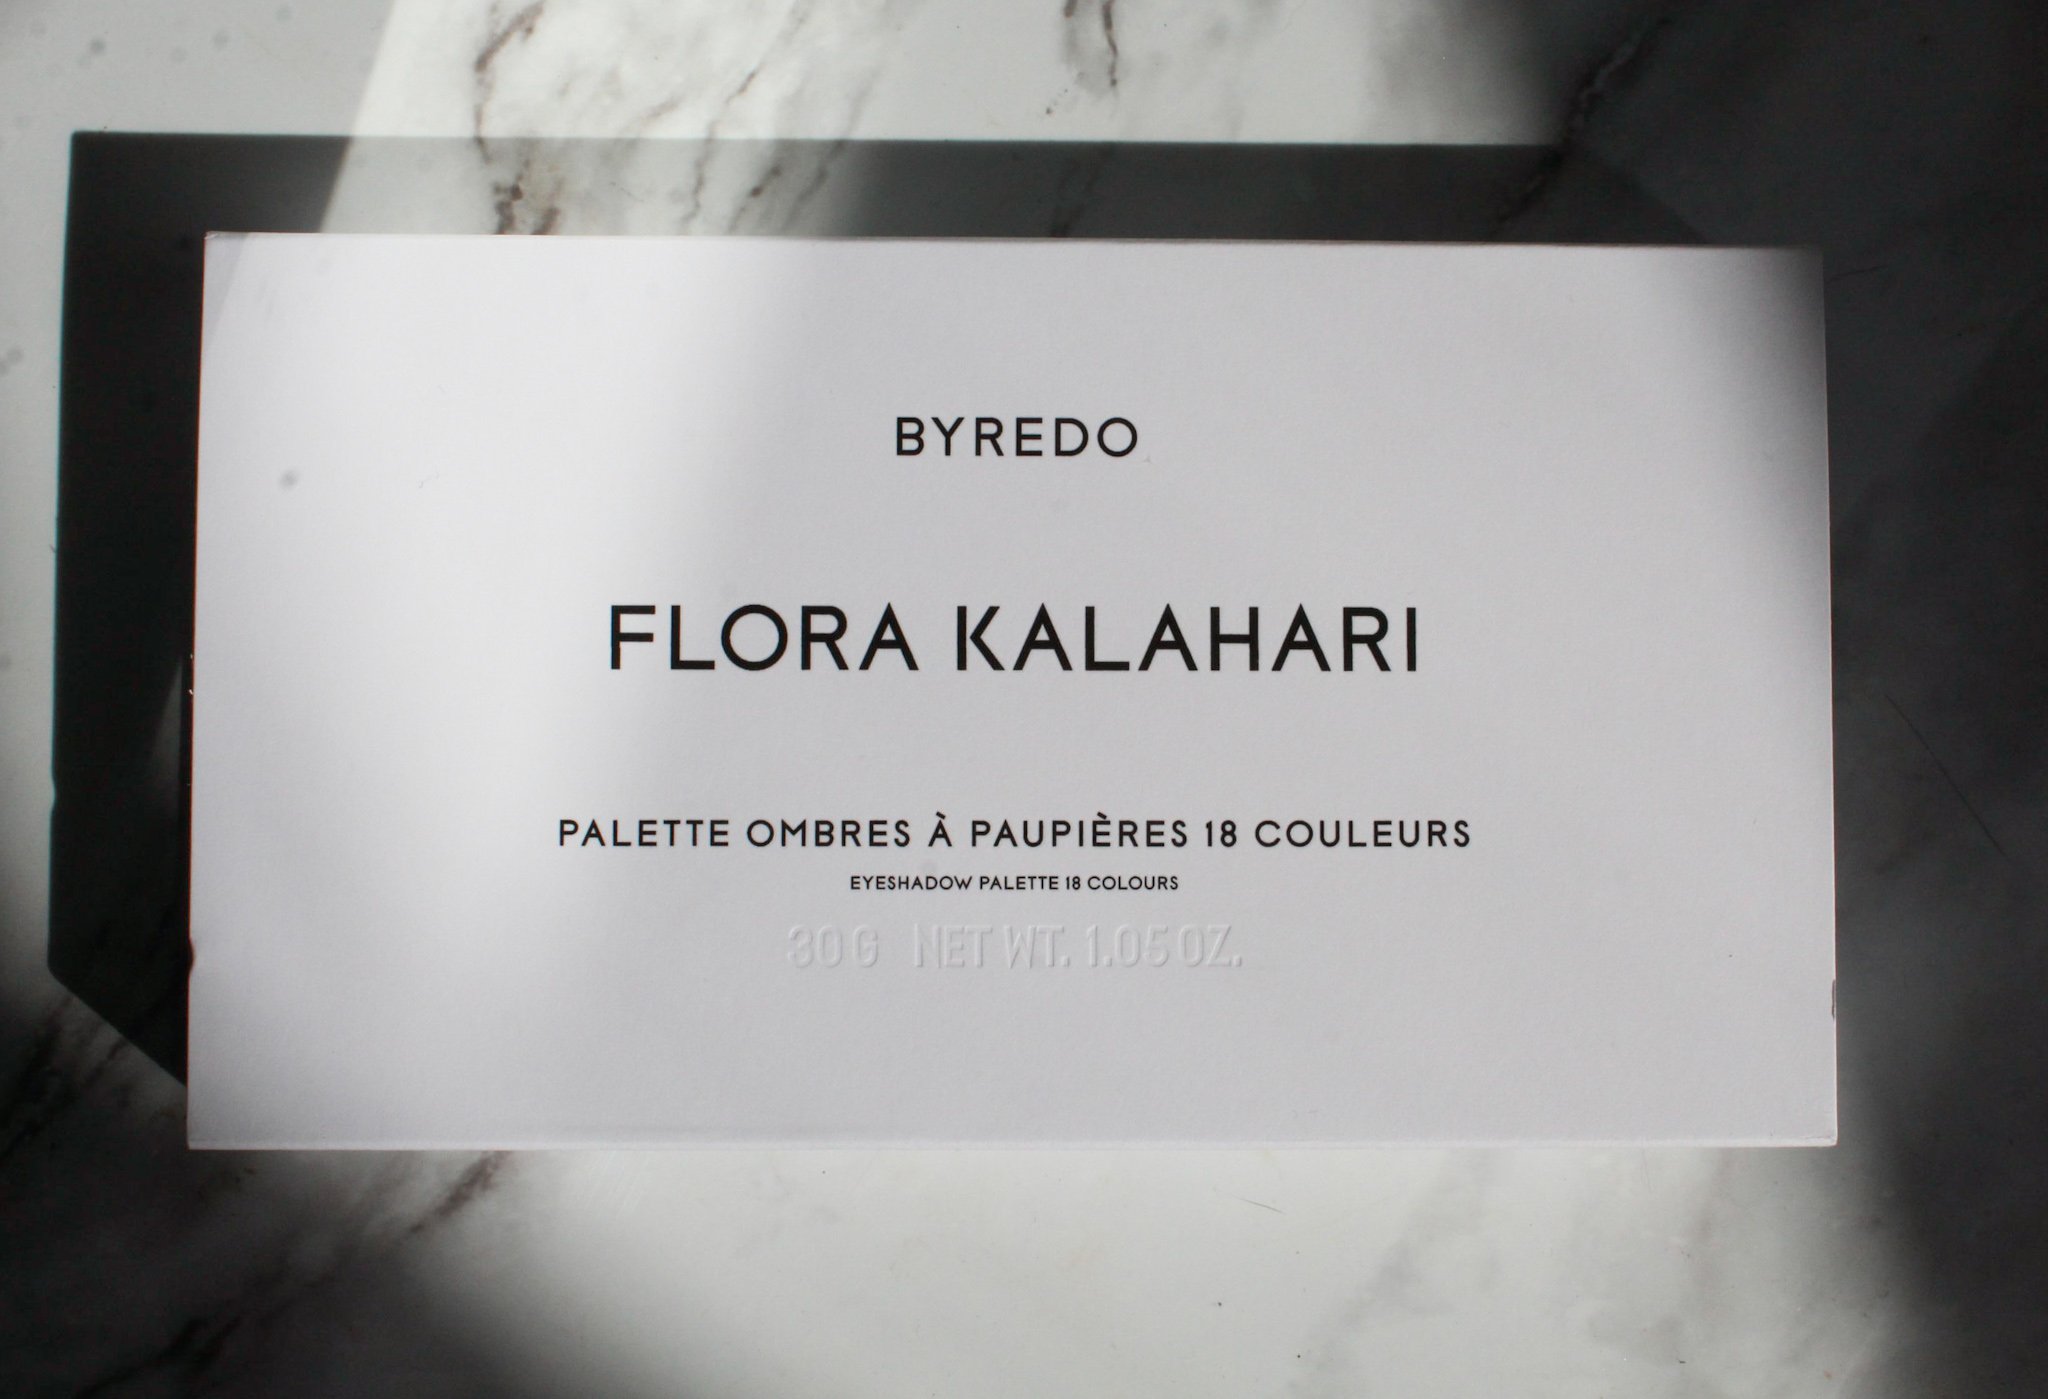 BYREDO
FLORA KALAHARI
PALETTE OMBRES À PAUPIÈRES 18 COULEURS
EYESHADOW PALETTE 18 COLOURS
30 G NET WT. 1.05 OZ.